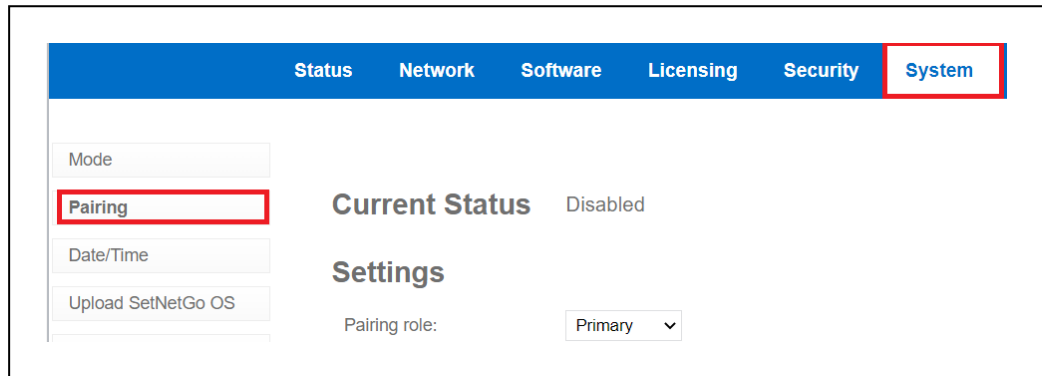 Status Network Software Licensing Security System
Mode
Pairing
Date/Time
Upload SetNetGo OS
Current Status Disabled
Settings
Pairing role: Primary